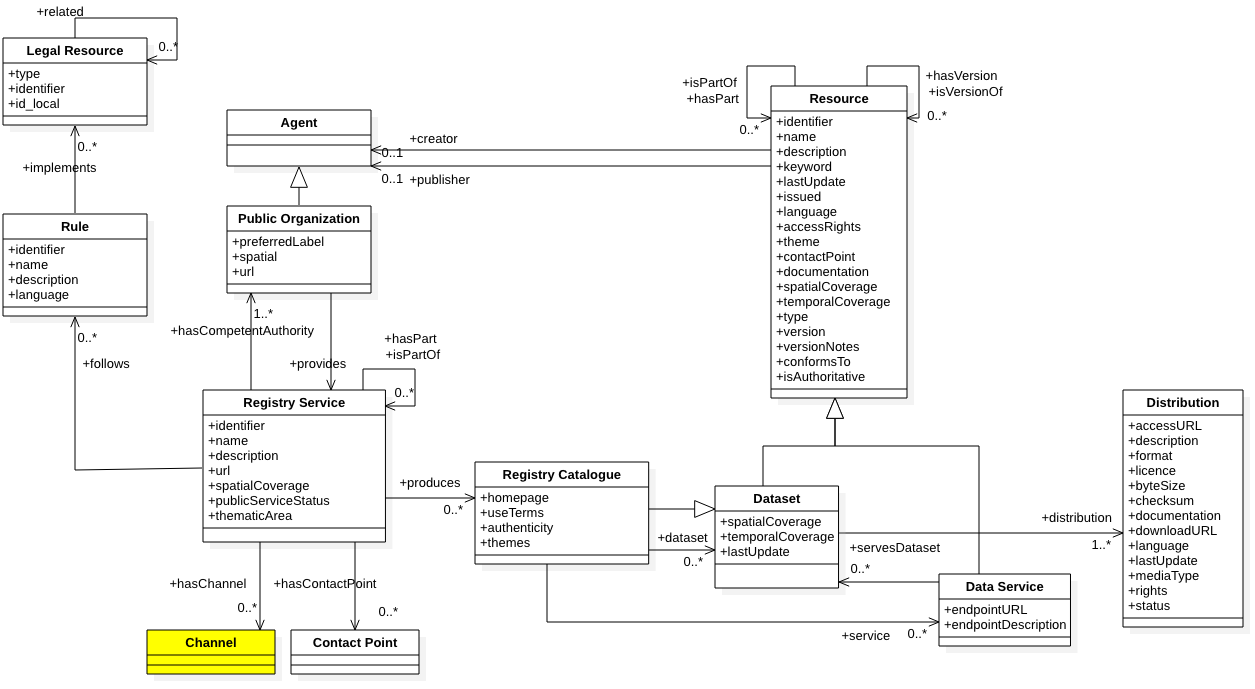 +related
0..*
Legal Resource
+type
+identifier
+id_local
0..*
+implements
Rule
+identifier
+name
+description
+language
0..*
+follows
Agent
+creator
0..1
0..1
+publisher
Public Organization
+preferredLabel
+spatial
+url
1..*
+hasCompetentAuthority
+provides
+hasPart
+isPartOf
0..*
Registry Service
+identifier
+name
+description
+url
+spatialCoverage
+publicServiceStatus
+thematicArea
+hasChannel
0..*
+hasContactPoint
0..*
Channel
Contact Point
+produces
0..*
Registry Catalogue
+homepage
+useTerms
+authenticity
+themes
+dataset
0..*
+service
0..*
+isPartOf
+hasPart
0..*
+hasVersion
+isVersionOf
0..*
Resource
+identifier
+name
+description
+keyword
+lastUpdate
+issued
+language
+accessRights
+theme
+contactPoint
+documentation
+spatialCoverage
+temporalCoverage
+type
+version
+versionNotes
+conformsTo
+isAuthoritative
Dataset
+spatialCoverage
+temporalCoverage
+lastUpdate
+servesDataset
0..*
+distribution
1..*
Data Service
+endpointURL
+endpointDescription
Distribution
+accessURL
+description
+format
+licence
+byteSize
+checksum
+documentation
+downloadURL
+language
+lastUpdate
+mediaType
+rights
+status